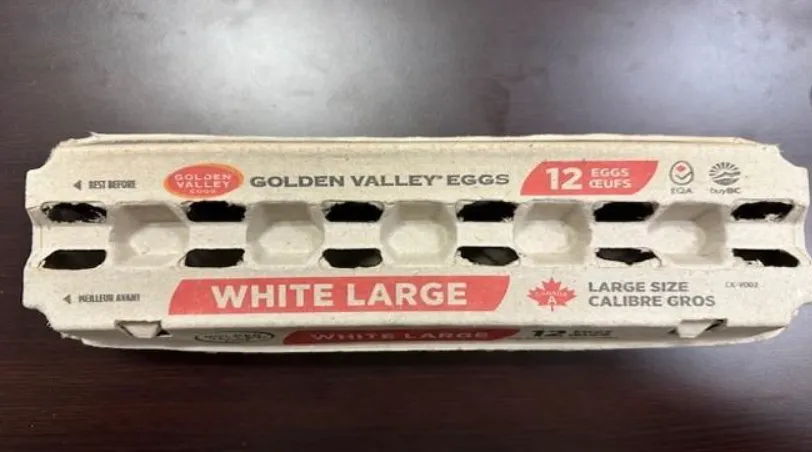 BEST BEFORE
GOLDEN
VALLEY
EGGS
GOLDEN VALLEY™ EGGS
12 EGGS
ŒUFS
EQA
buyBC
MEILLEUR AVANT
WHITE LARGE
CANADA
A
LARGE SIZE
CALIBRE GROS
WHITE LARGE
12